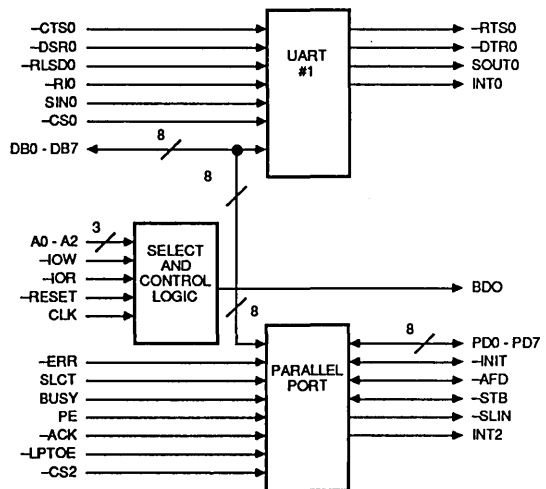 –CTS0
–DSR0
–RLSD0
–RI0
SIN0
–CS0
DB0 - DB7
8
8
UART
#1
–RTS0
–DTR0
SOUT0
INT0
A0 - A2
3
–IOW
–IOR
–RESET
CLK
SELECT
AND
CONTROL
LOGIC
BDO
8
–ERR
SLCT
BUSY
PE
–ACK
–LPTOE
–CS2
PARALLEL
PORT
8
PD0 - PD7
–INIT
–AFD
–STB
–SLIN
INT2